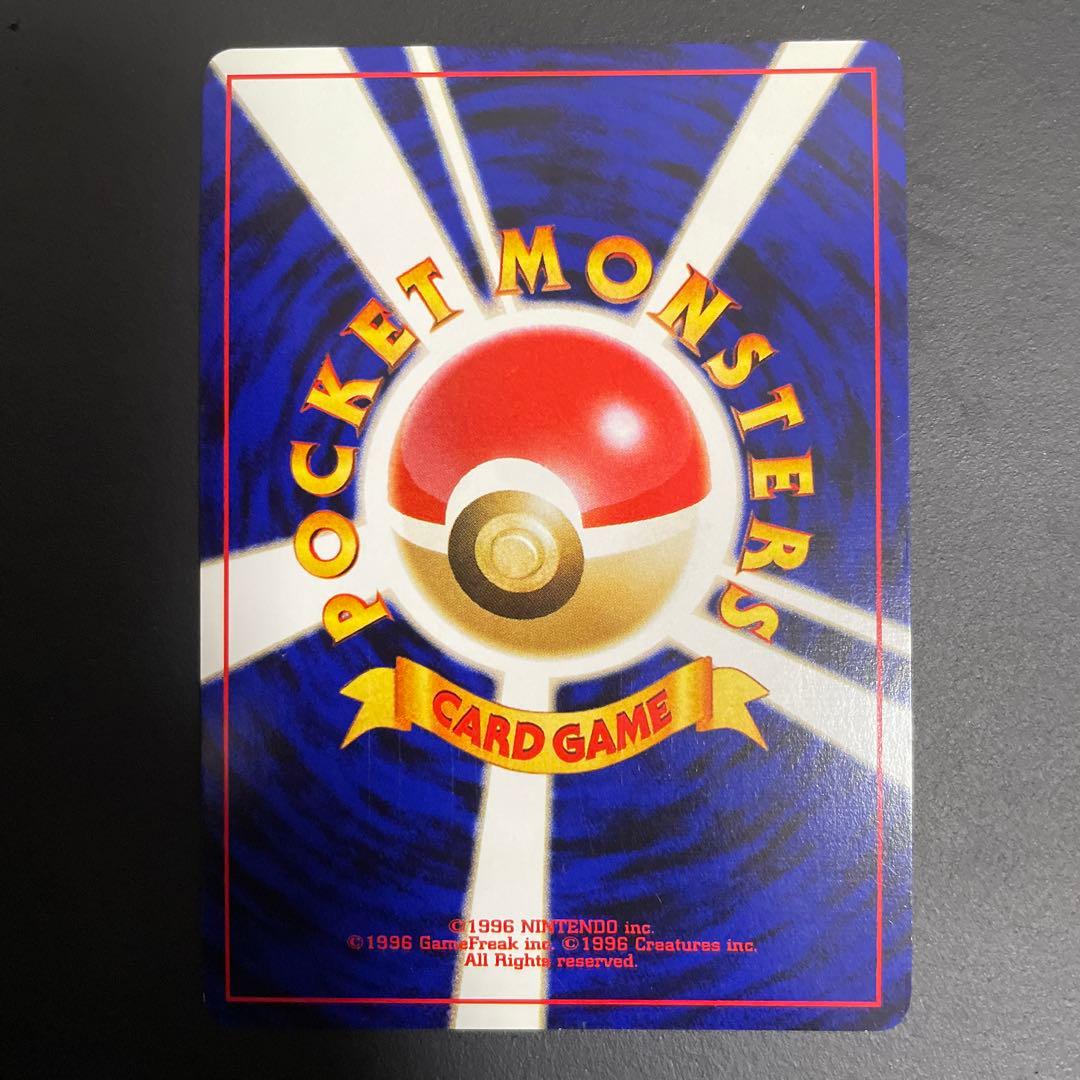 POCKET MONSTERS
CARD GAME
©1996 NINTENDO inc.
©1996 GameFreak inc. ©1996 Creatures inc.
All Rights reserved.